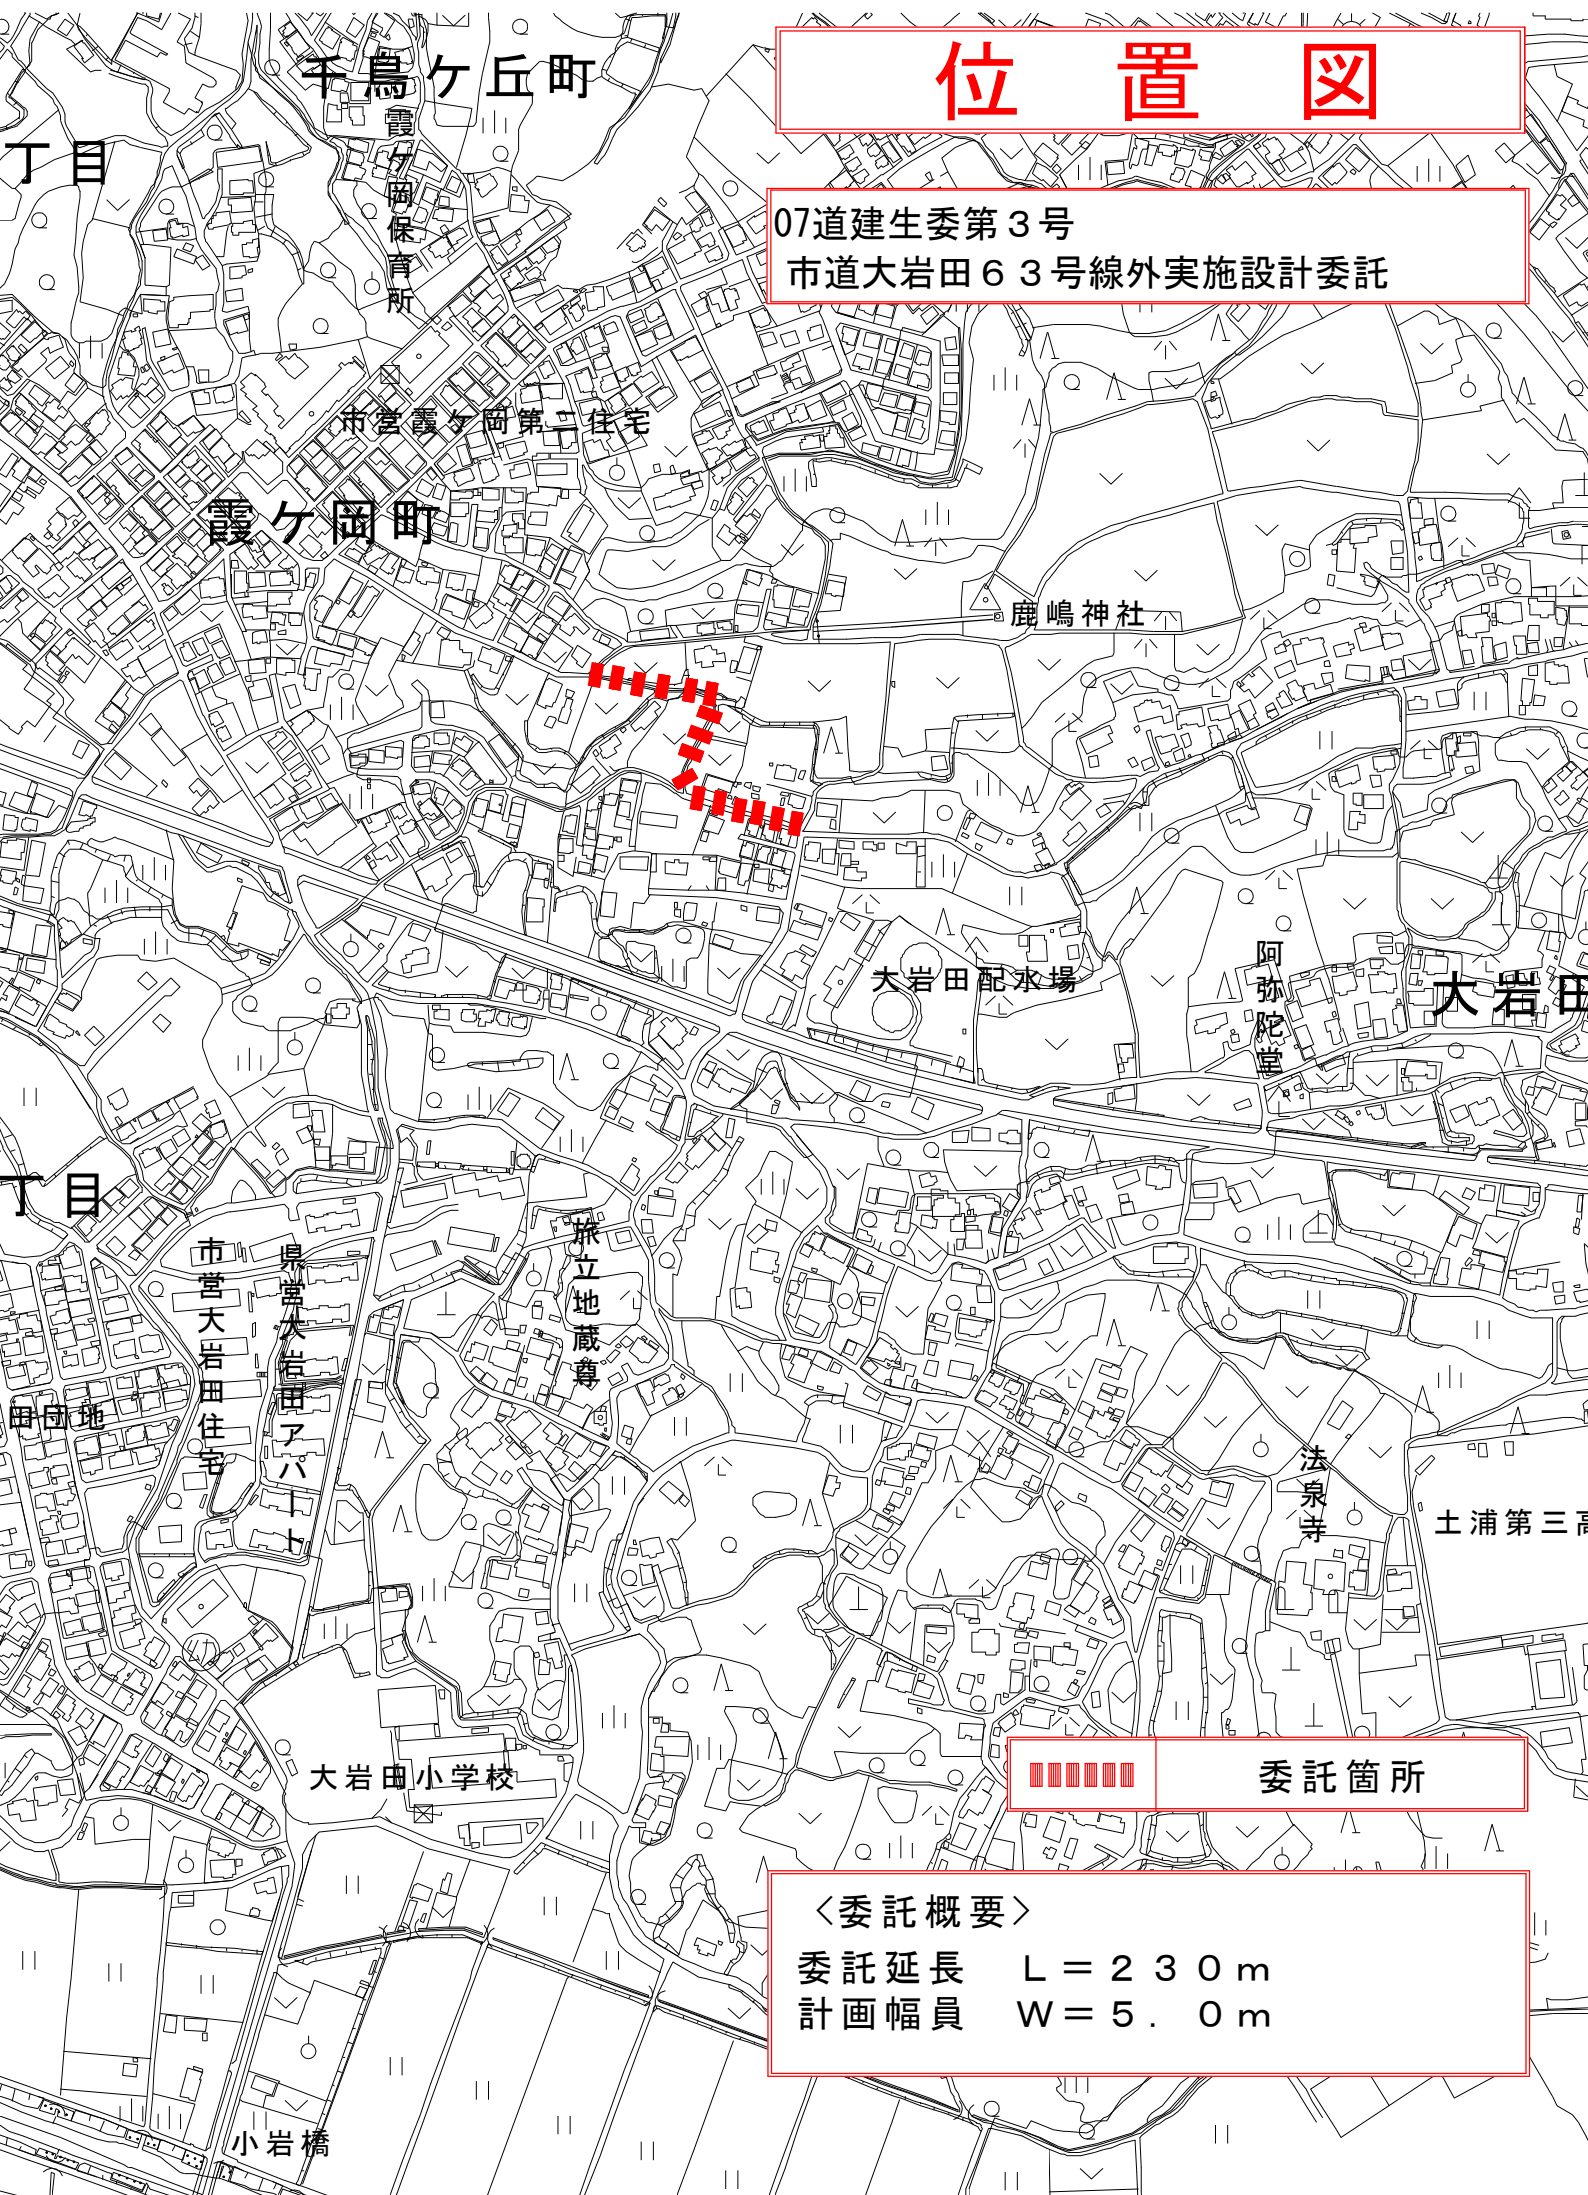 位置図
07道建生委第３号
市道大岩田６３号線外実施設計委託
千鳥ケ丘町
霞ケ岡保育所
丁目
市営霞ケ岡第二住宅
霞ケ岡町
鹿嶋神社
大岩田配水場
阿弥陀堂
大岩田
丁目
市営大岩田住宅
県営大岩田アパート
旅立地蔵尊
田団地
法泉寺
土浦第三高
大岩田小学校
委託箇所
＜委託概要＞
委託延長　Ｌ＝２３０ｍ
計画幅員　Ｗ＝５．０ｍ
小岩橋